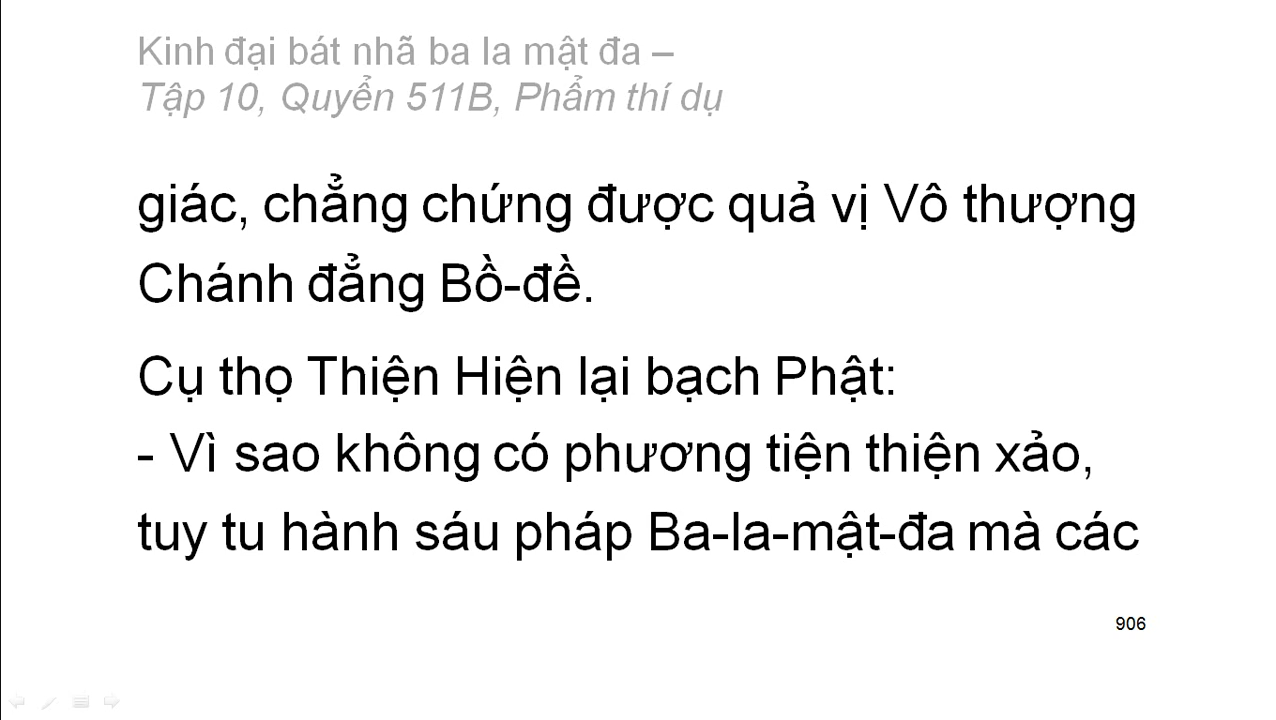 Kinh đại bát nhã ba la mật đa –
Tập 10, Quyển 511B, Phẩm thí dụ
giác, chẳng chứng được quả vị Vô thượng
Chánh đẳng Bồ-đề.
Cụ thọ Thiện Hiện lại bạch Phật:
- Vì sao không có phương tiện thiện xảo,
tuy tu hành sáu pháp Ba-la-mật-đa mà các
906